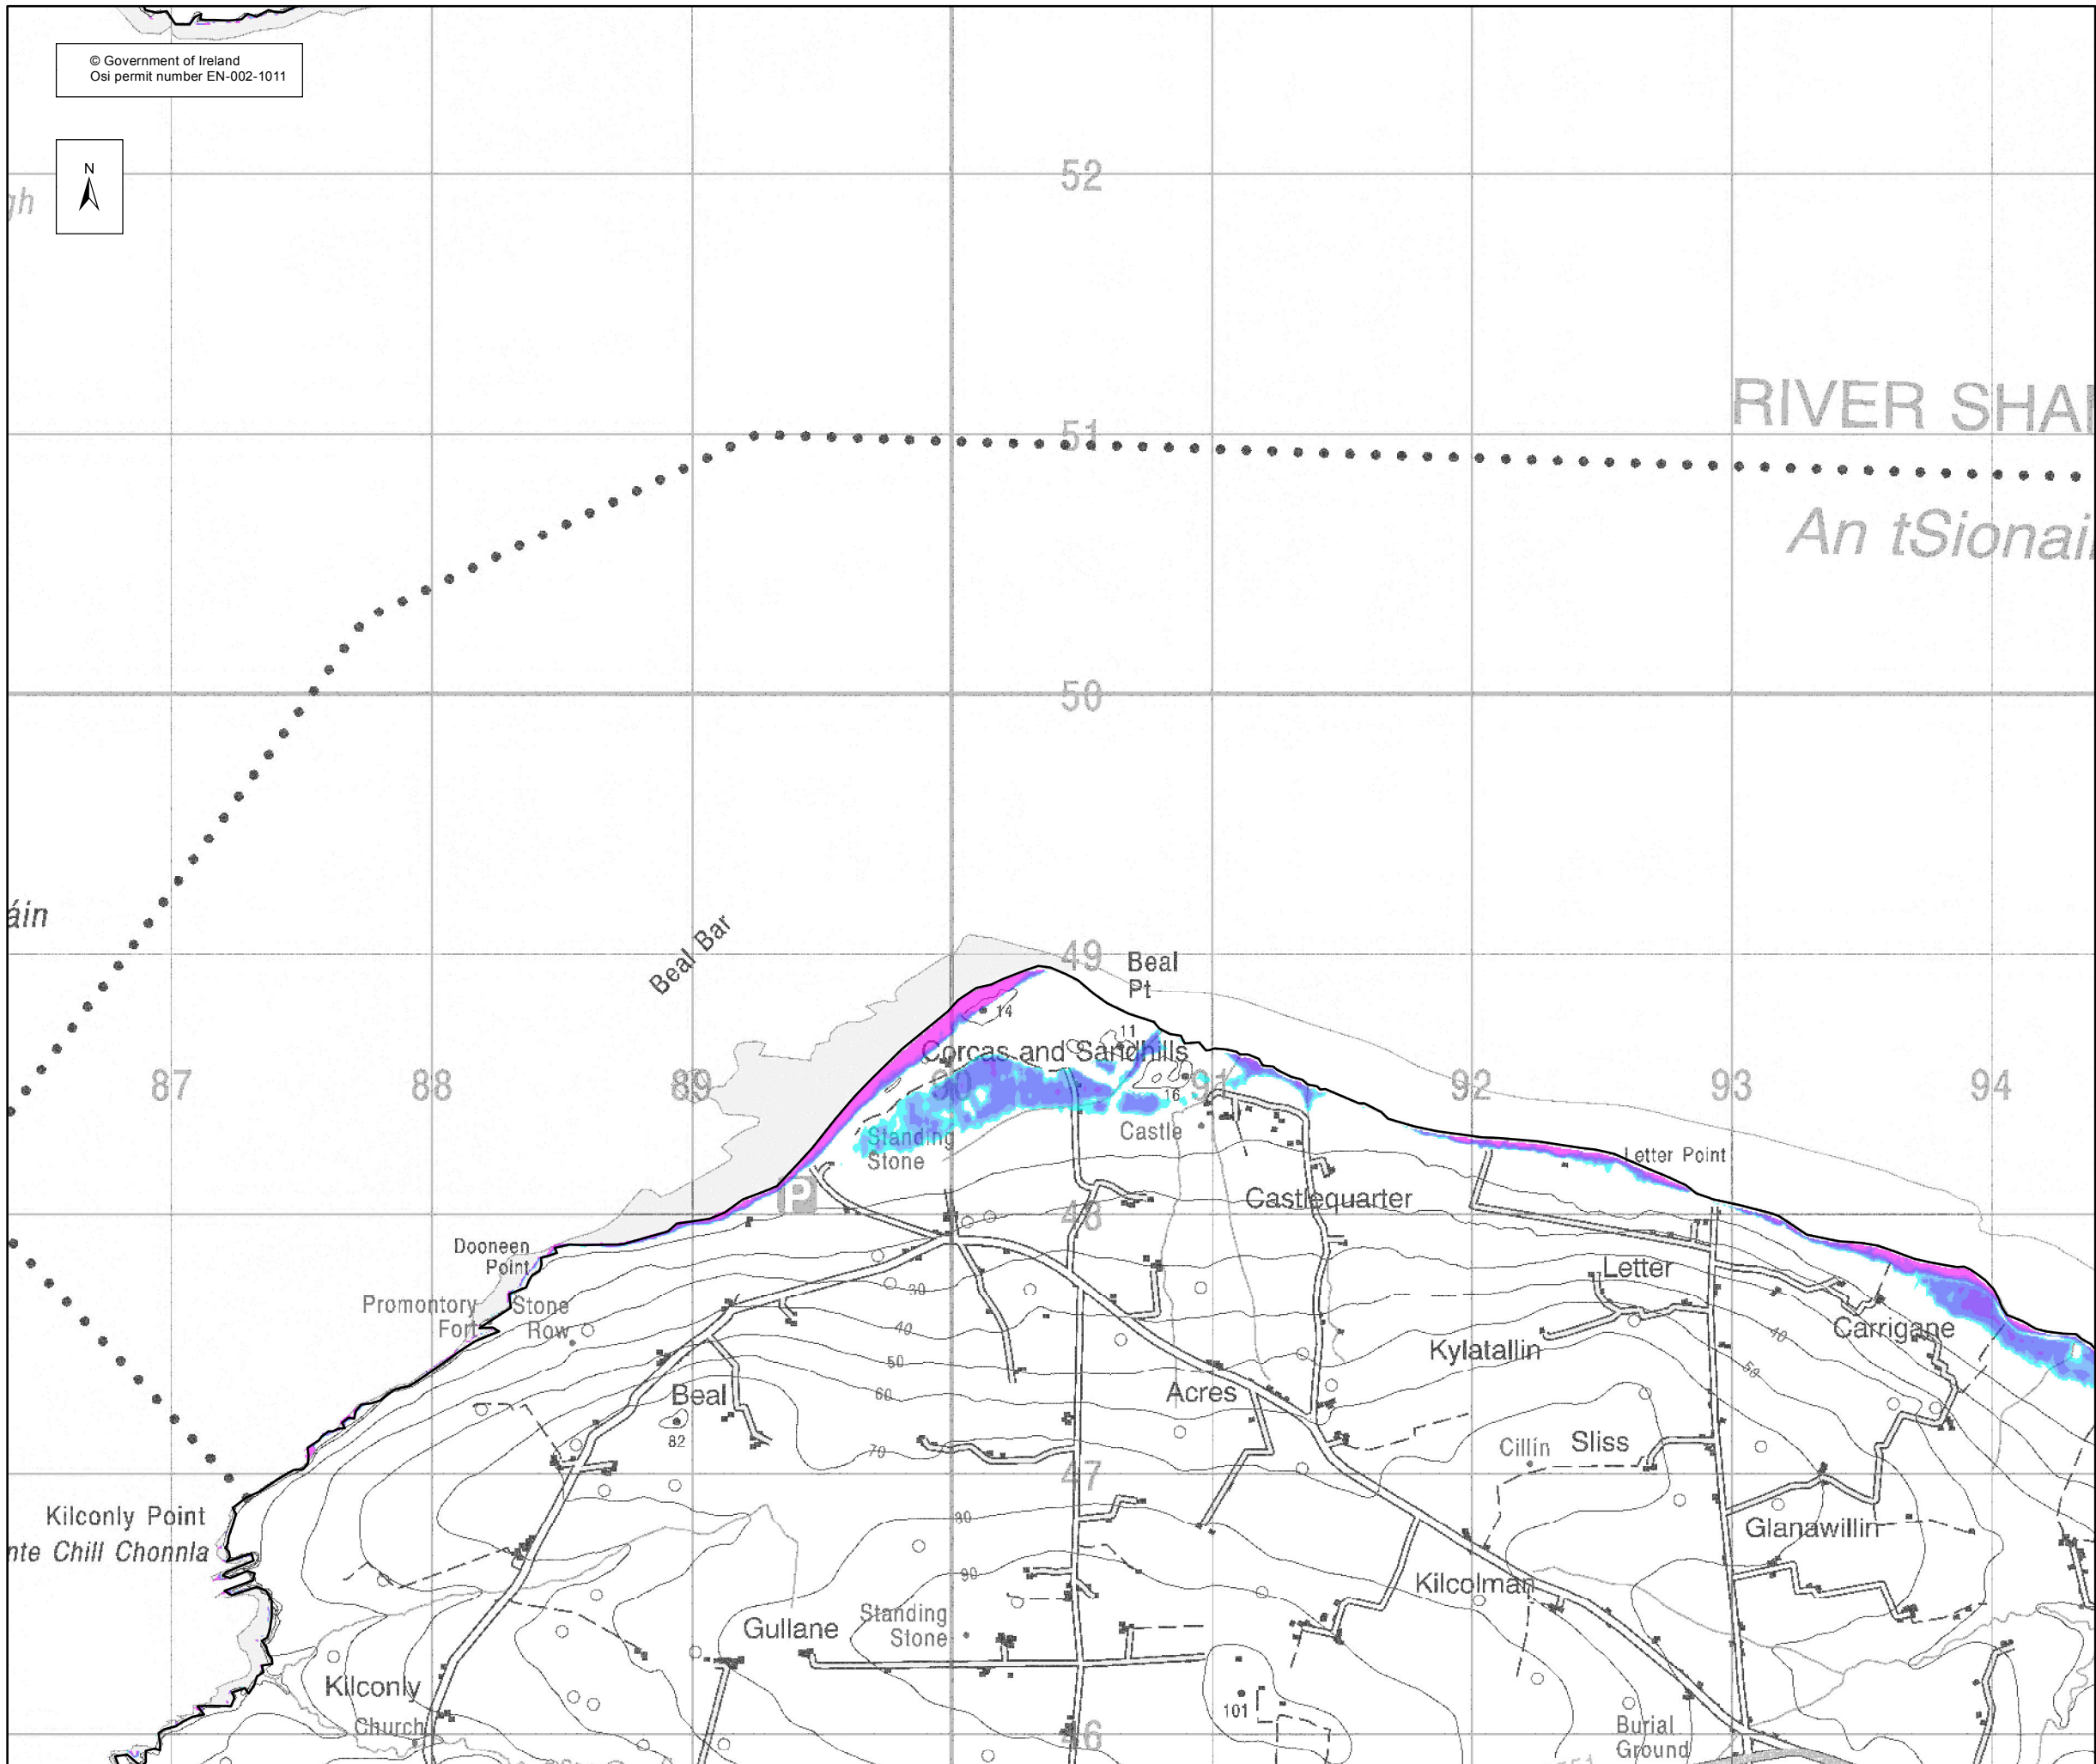 © Government of Ireland
Osi permit number EN-002-1011
N
52
RIVER SHA
51
An tSionai
50
áin
Beal Bar
49
Beal
Pt
14
11
Corcas and Sandhills
87
88
89
90
91
92
93
94
16
Standing
Stone
Castle
Letter Point
P
Castlequarter
48
Dooneen
Point
Letter
30
Promontory
Fort
Stone
Row
40
Carrigane
40
Kylatallin
50
50
Beal
60
Acres
82
70
Cillín
Sliss
47
Kilconly Point
nte Chill Chonnla
80
Glanawillin
90
Kilcolman
Gullane
Standing
Stone
Kilconly
101
Church
46
Burial
Ground